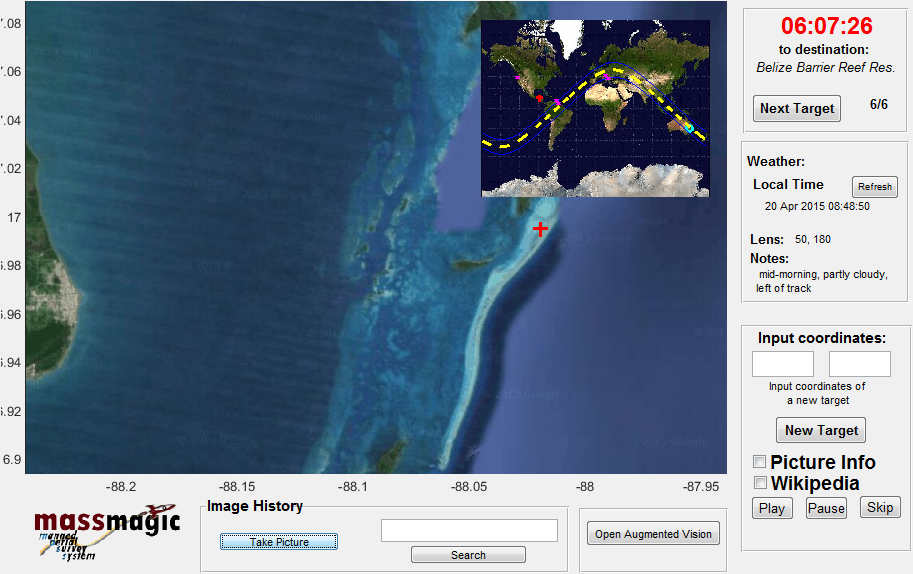 06:07:26
to destination:
Belize Barrier Reef Res.
Next Target
6/6
Weather:
Local Time
Refresh
20 Apr 2015 08:48:50
Lens: 50, 180
Notes:
mid-morning, partly cloudy,
left of track
Input coordinates:
Input coordinates of
a new target
New Target
Picture Info
Wikipedia
Play
Pause
Skip
7.08
7.06
7.04
7.02
17
6.98
6.96
6.94
6.92
6.9
-88.2
-88.15
-88.1
-88.05
-88
-87.95
massmagic
manned
aerial
survey
system
Image History
Take Picture
Search
Open Augmented Vision